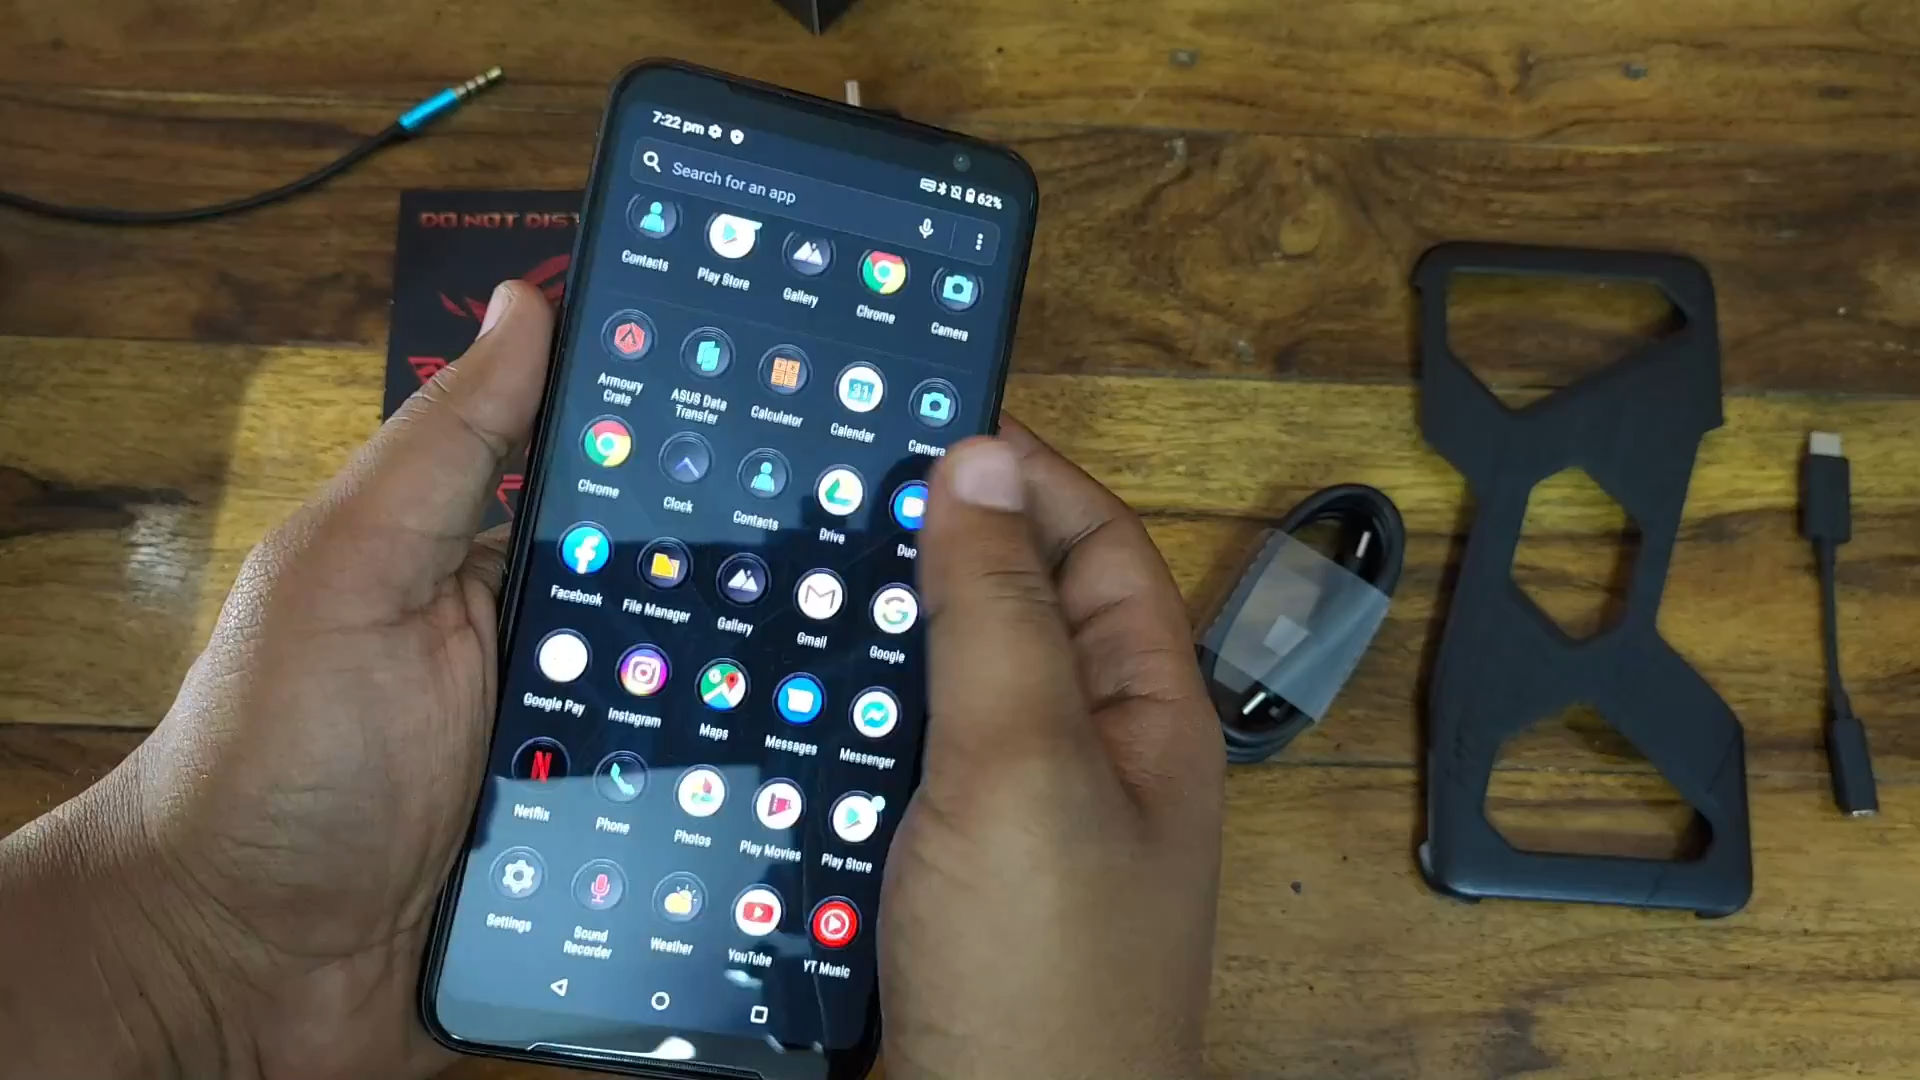 7:22 pm
62%
Search for an app
DO NOT DIST
Contacts
Play Store
Gallery
Chrome
Camera
Armoury
Crate
ASUS Data
Transfer
Calculator
31
Calendar
Camera
Chrome
Clock
Contacts
Drive
Duo
Facebook
File Manager
Gallery
Gmail
Google
Google Pay
Instagram
Maps
Messages
Messenger
N
Netflix
Phone
Photos
Play Movies
Play Store
Settings
Sound
Recorder
Weather
YouTube
YT Music